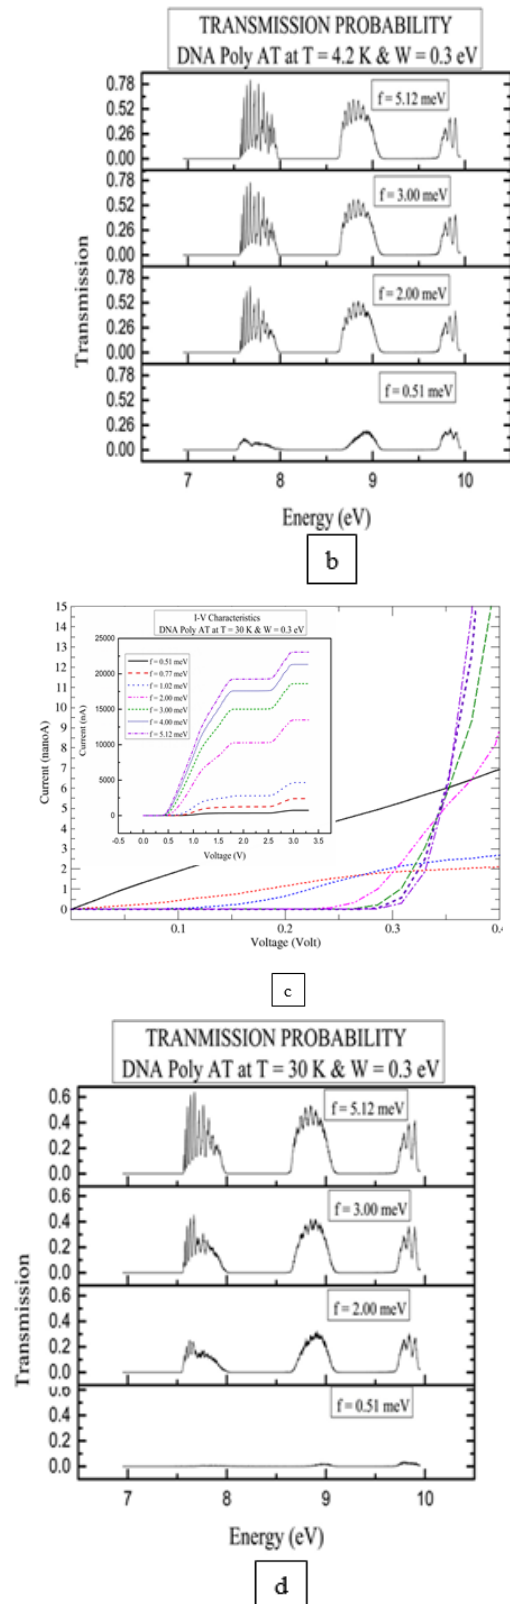 TRANSMISSION PROBABILITY
DNA Poly AT at T = 4.2 K & W = 0.3 eV
f = 5.12 meV
0.78
0.52
0.26
0.00
f = 3.00 meV
0.78
0.52
0.26
0.00
f = 2.00 meV
0.78
0.52
0.26
0.00
f = 0.51 meV
0.78
0.52
0.26
0.00
Transmission
7 8 9 10
Energy (eV)
b
15
14
13
12
11
10
9
8
7
6
5
4
3
2
1
0
Current (nanoA)
I-V Characteristics
DNA Poly AT at T = 30 K & W = 0.3 eV
25000
20000
15000
10000
5000
0
Current (nA)
f = 0.51 meV
f = 0.77 meV
f = 1.02 meV
f = 2.00 meV
f = 3.00 meV
f = 4.00 meV
f = 5.12 meV
-0.5 0.0 0.5 1.0 1.5 2.0 2.5 3.0 3.5
Voltage (V)
0.1 0.2 0.3 0.4
Voltage (Volt)
c
TRANMISSION PROBABILITY
DNA Poly AT at T = 30 K & W = 0.3 eV
f = 5.12 meV
0.6
0.4
0.2
0.0
f = 3.00 meV
0.6
0.4
0.2
0.0
f = 2.00 meV
0.6
0.4
0.2
0.0
f = 0.51 meV
0.6
0.4
0.2
0.0
Transmission
7 8 9 10
Energy (eV)
d